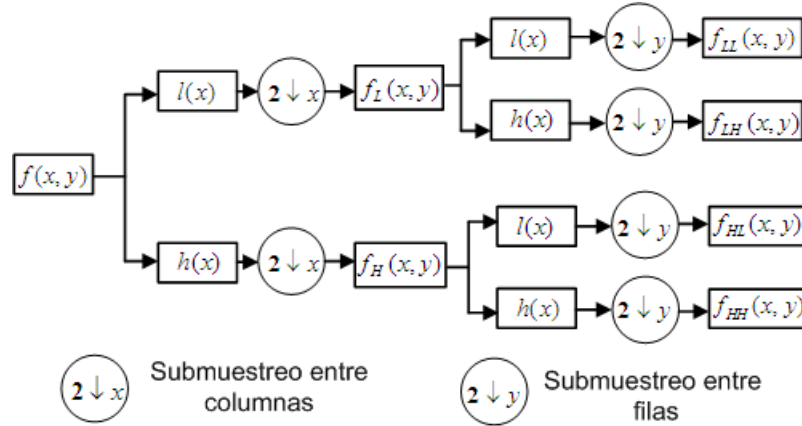 l(x) 2 ↓ y f_LL(x, y)
l(x) 2 ↓ x f_L(x, y)
h(x) 2 ↓ y f_LH(x, y)
f(x, y)
l(x) 2 ↓ y f_HL(x, y)
h(x) 2 ↓ x f_H(x, y)
h(x) 2 ↓ y f_HH(x, y)
2 ↓ x Submuestreo entre
columnas
2 ↓ y Submuestreo entre
filas